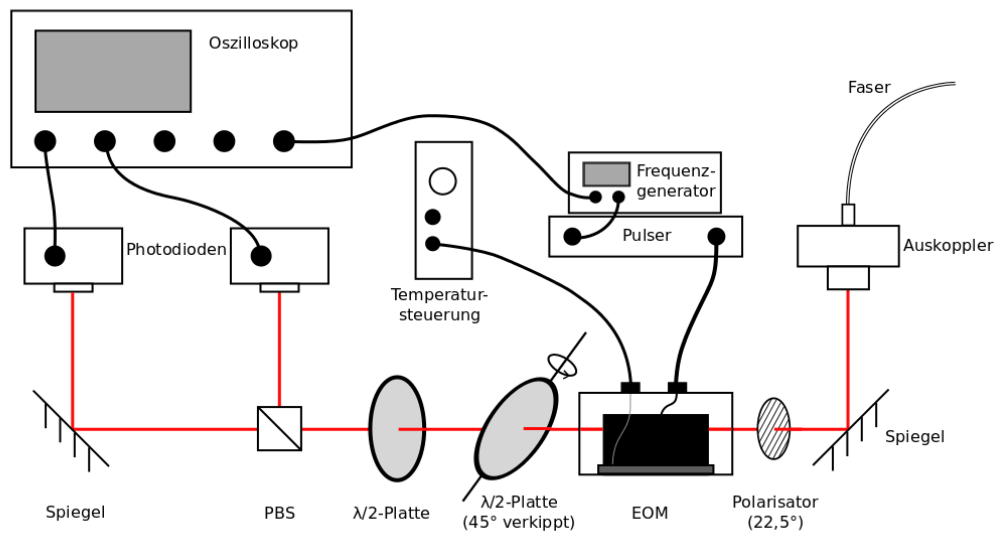 Oszilloskop
Faser
Frequenz-
generator
Pulser
Photodioden
Auskoppler
Temperatur-
steuerung
Spiegel
Spiegel
PBS
λ/2-Platte
λ/2-Platte
(45° verkippt)
EOM
Polarisator
(22,5°)